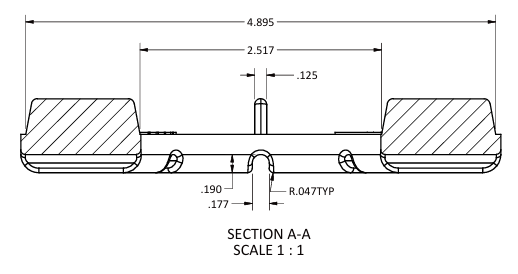 4.895
2.517
.125
.190
R.047TYP
.177
SECTION A-A
SCALE 1 : 1